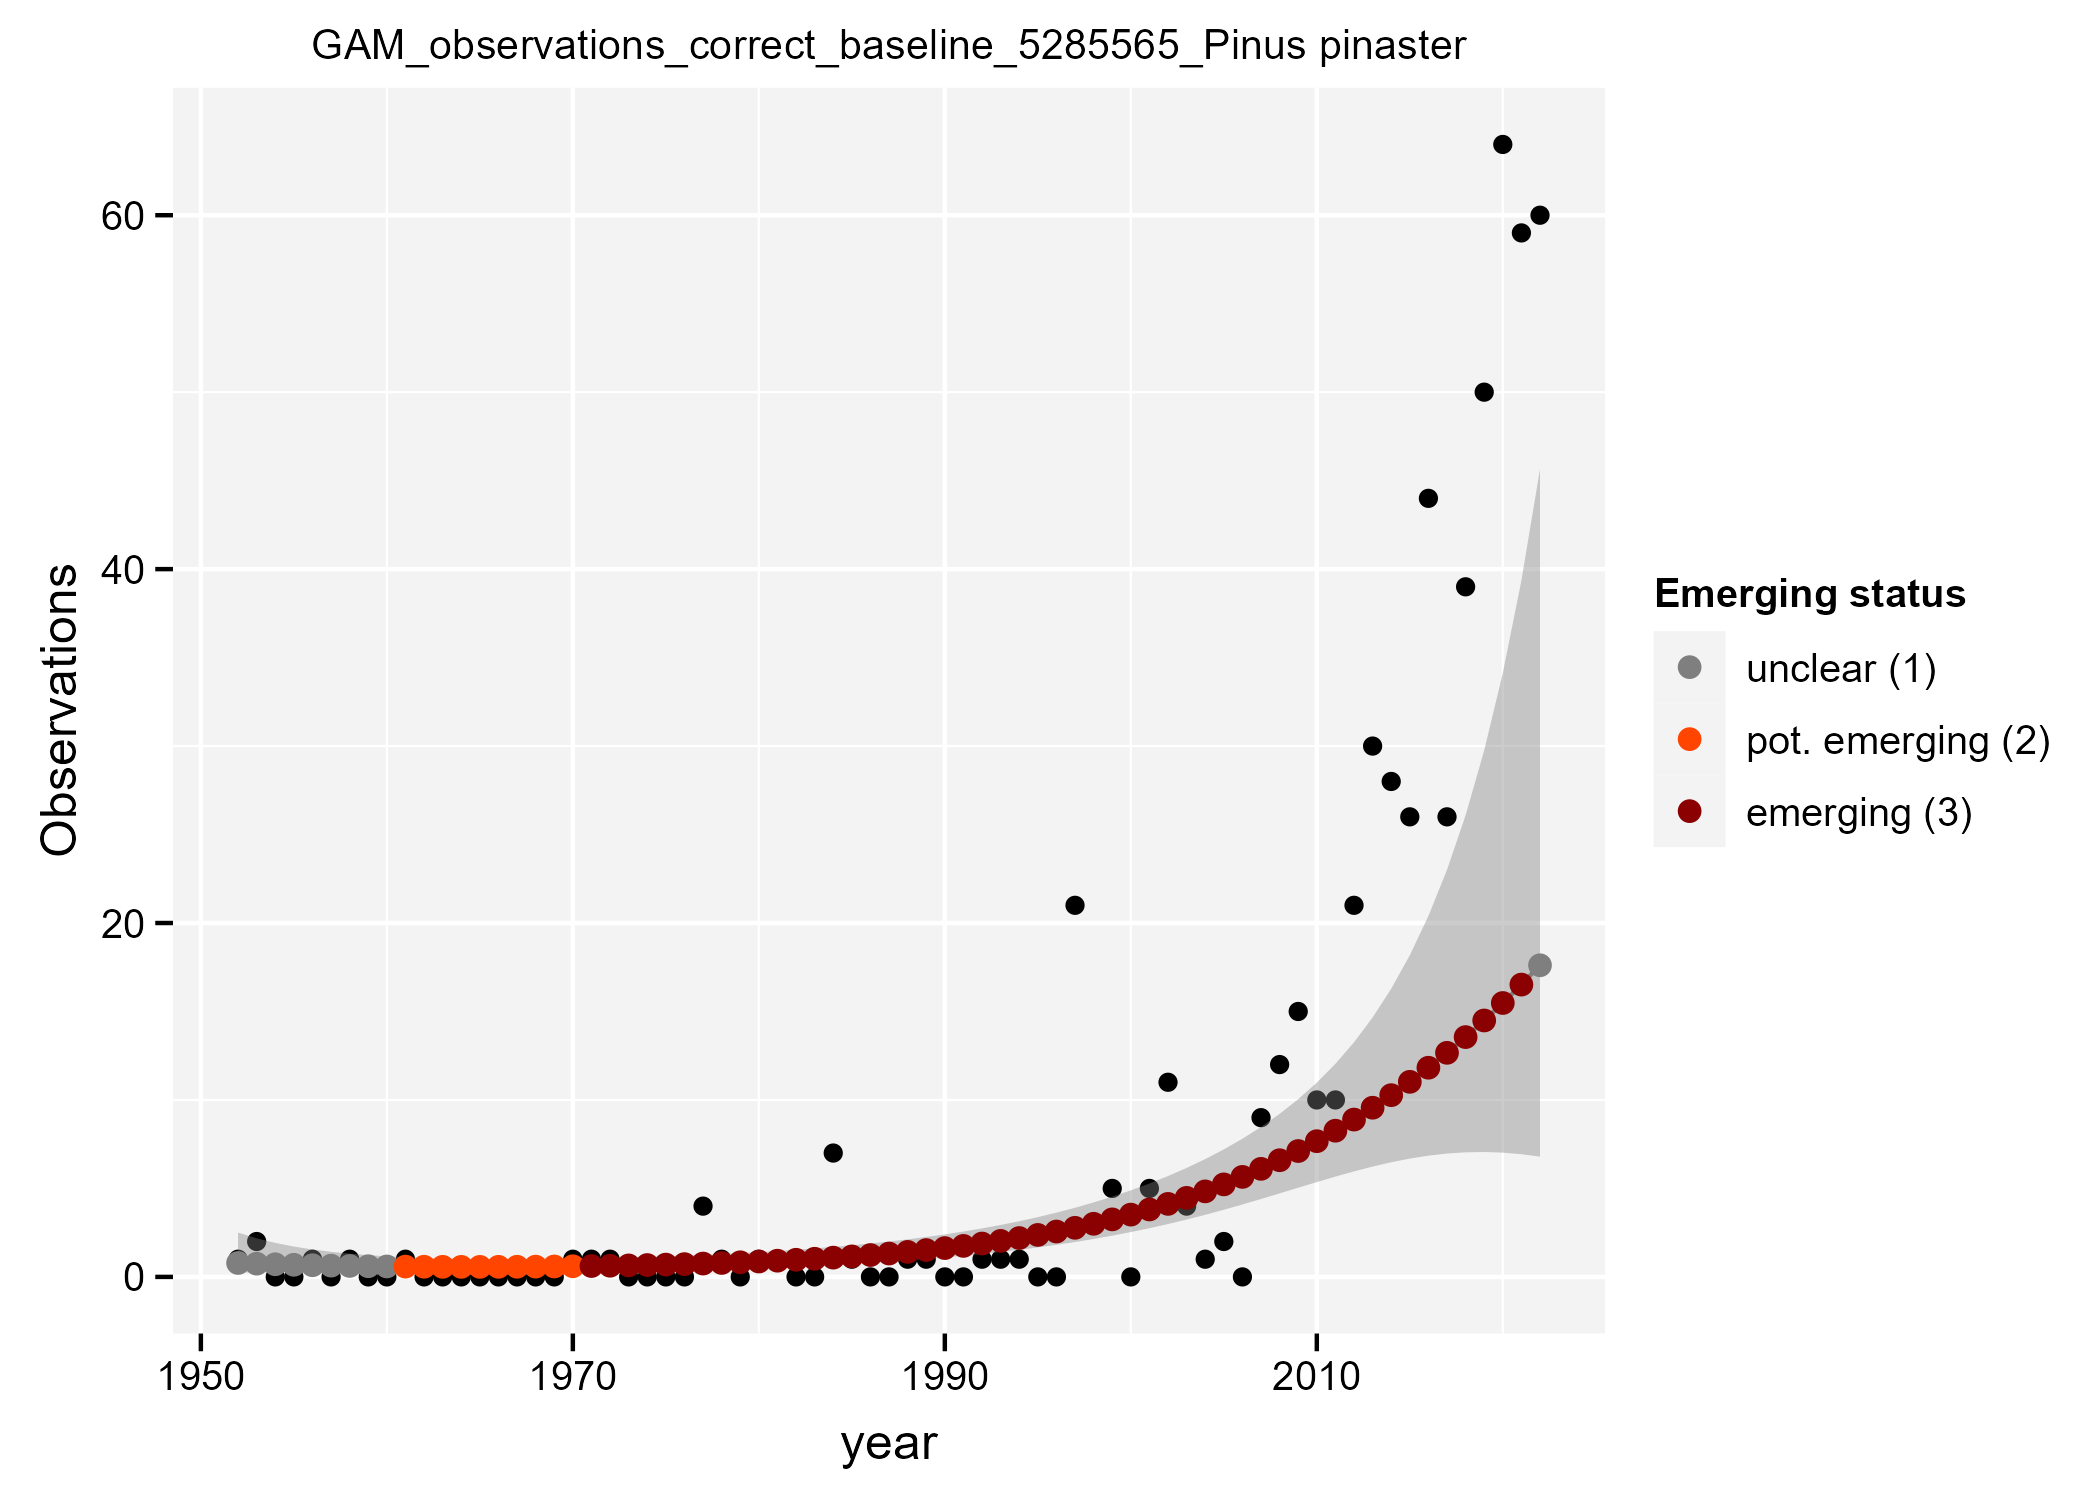 GAM_observations_correct_baseline_5285565_Pinus pinaster
Observations
60
40
20
0
1950
1970
1990
2010
year
Emerging status
unclear (1)
pot. emerging (2)
emerging (3)